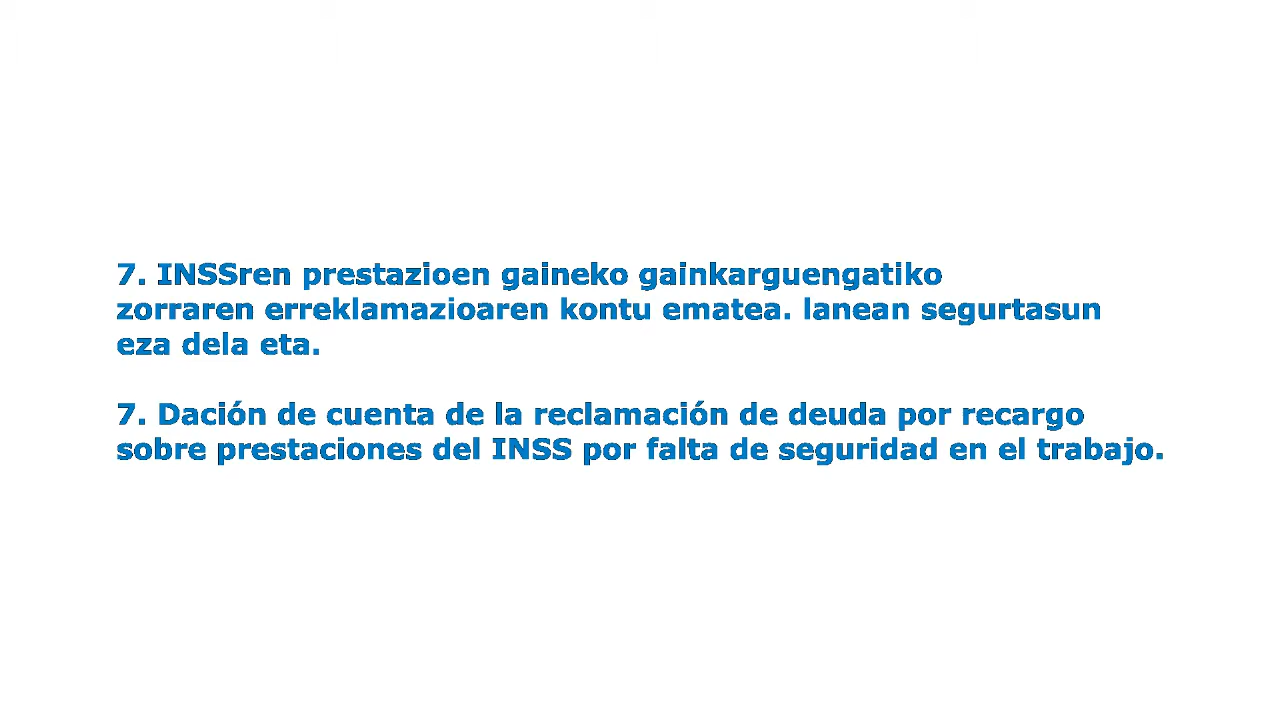 7. INSSren prestazioen gaineko gainkarguengatiko
zorraren erreklamazioaren kontu ematea. lanean segurtasun
eza dela eta.
7. Dación de cuenta de la reclamación de deuda por recargo
sobre prestaciones del INSS por falta de seguridad en el trabajo.